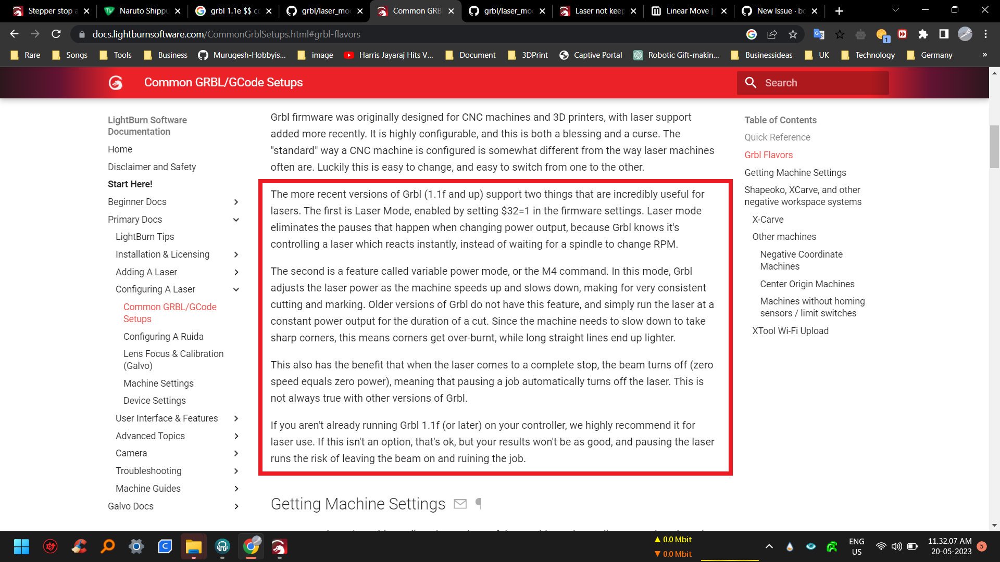 Stepper stop a
Naruto Shippu
grbl 1.1e $$ co
grbl/laser_mod
Common GRB
grbl/laser_mod
Laser not keep
Linear Move |
New Issue · bd
docs.lightburnsoftware.com/CommonGrblSetups.html#grbl-flavors
1
Rare
Songs
Tools
Business
Murugesh-Hobbyis...
image
Harris Jayaraj Hits V...
Document
3DPrint
Captive Portal
Robotic Gift-makin...
Businessideas
UK
Technology
Germany
»
Common GRBL/GCode Setups
Search
LightBurn Software
Documentation
Home
Disclaimer and Safety
Start Here!
Beginner Docs
Primary Docs
LightBurn Tips
Installation & Licensing
Adding A Laser
Configuring A Laser
Common GRBL/GCode
Setups
Configuring A Ruida
Lens Focus & Calibration
(Galvo)
Machine Settings
Device Settings
User Interface & Features
Advanced Topics
Camera
Troubleshooting
Machine Guides
Galvo Docs
Grbl firmware was originally designed for CNC machines and 3D printers, with laser support
added more recently. It is highly configurable, and this is both a blessing and a curse. The
"standard" way a CNC machine is configured is somewhat different from the way laser machines
often are. Luckily this is easy to change, and easy to switch from one to the other.
The more recent versions of Grbl (1.1f and up) support two things that are incredibly useful for
lasers. The first is Laser Mode, enabled by setting $32=1 in the firmware settings. Laser mode
eliminates the pauses that happen when changing power output, because Grbl knows it's
controlling a laser which reacts instantly, instead of waiting for a spindle to change RPM.
The second is a feature called variable power mode, or the M4 command. In this mode, Grbl
adjusts the laser power as the machine speeds up and slows down, making for very consistent
cutting and marking. Older versions of Grbl do not have this feature, and simply run the laser at a
constant power output for the duration of a cut. Since the machine needs to slow down to take
sharp corners, this means corners get over-burnt, while long straight lines end up lighter.
This also has the benefit that when the laser comes to a complete stop, the beam turns off (zero
speed equals zero power), meaning that pausing a job automatically turns off the laser. This is
not always true with other versions of Grbl.
If you aren't already running Grbl 1.1f (or later) on your controller, we highly recommend it for
laser use. If this isn't an option, that's ok, but your results won't be as good, and pausing the laser
runs the risk of leaving the beam on and ruining the job.
Getting Machine Settings
Table of Contents
Quick Reference
Grbl Flavors
Getting Machine Settings
Shapeoko, XCarve, and other
negative workspace systems
X-Carve
Other machines
Negative Coordinate
Machines
Center Origin Machines
Machines without homing
sensors / limit switches
XTool Wi-Fi Upload
▲ 0.0 Mbit
▼ 0.0 Mbit
ENG
US
11.32.07 AM
20-05-2023
5